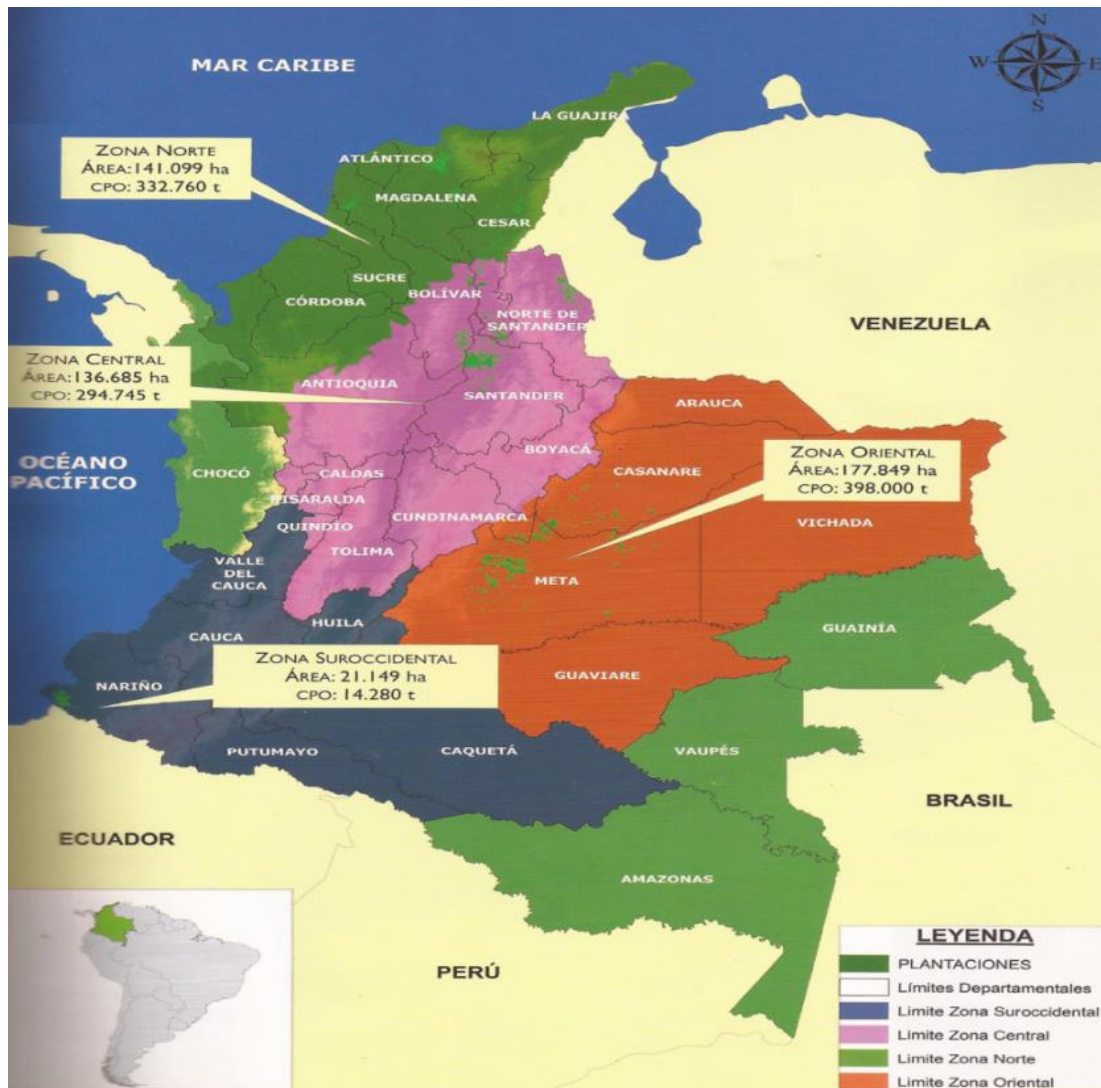 N
W E
S
MAR CARIBE
LA GUAJIRA
ZONA NORTE
ÁREA:141.099 ha
CPO: 332.760 t
ATLÁNTICO
MAGDALENA
CESAR
SUCRE
BOLÍVAR
CÓRDOBA
NORTE DE
SANTANDER
VENEZUELA
ZONA CENTRAL
ÁREA:136.685 ha
CPO: 294.745 t
ANTIOQUIA
SANTANDER
ARAUCA
OCÉANO
PACÍFICO
CHOCÓ
BOYACÁ
CASANARE
ZONA ORIENTAL
ÁREA:177.849 ha
CPO: 398.000 t
CALDAS
RISARALDA
QUINDÍO
CUNDINAMARCA
VICHADA
TOLIMA
VALLE
DEL
CAUCA
META
HUILA
CAUCA
GUAINÍA
ZONA SUROCCIDENTAL
ÁREA: 21.149 ha
CPO: 14.280 t
NARIÑO
GUAVIARE
PUTUMAYO
CAQUETÁ
VAUPÉS
BRASIL
ECUADOR
AMAZONAS
PERÚ
LEYENDA
PLANTACIONES
Límites Departamentales
Limite Zona Suroccidental
Limite Zona Central
Limite Zona Norte
Limite Zona Oriental